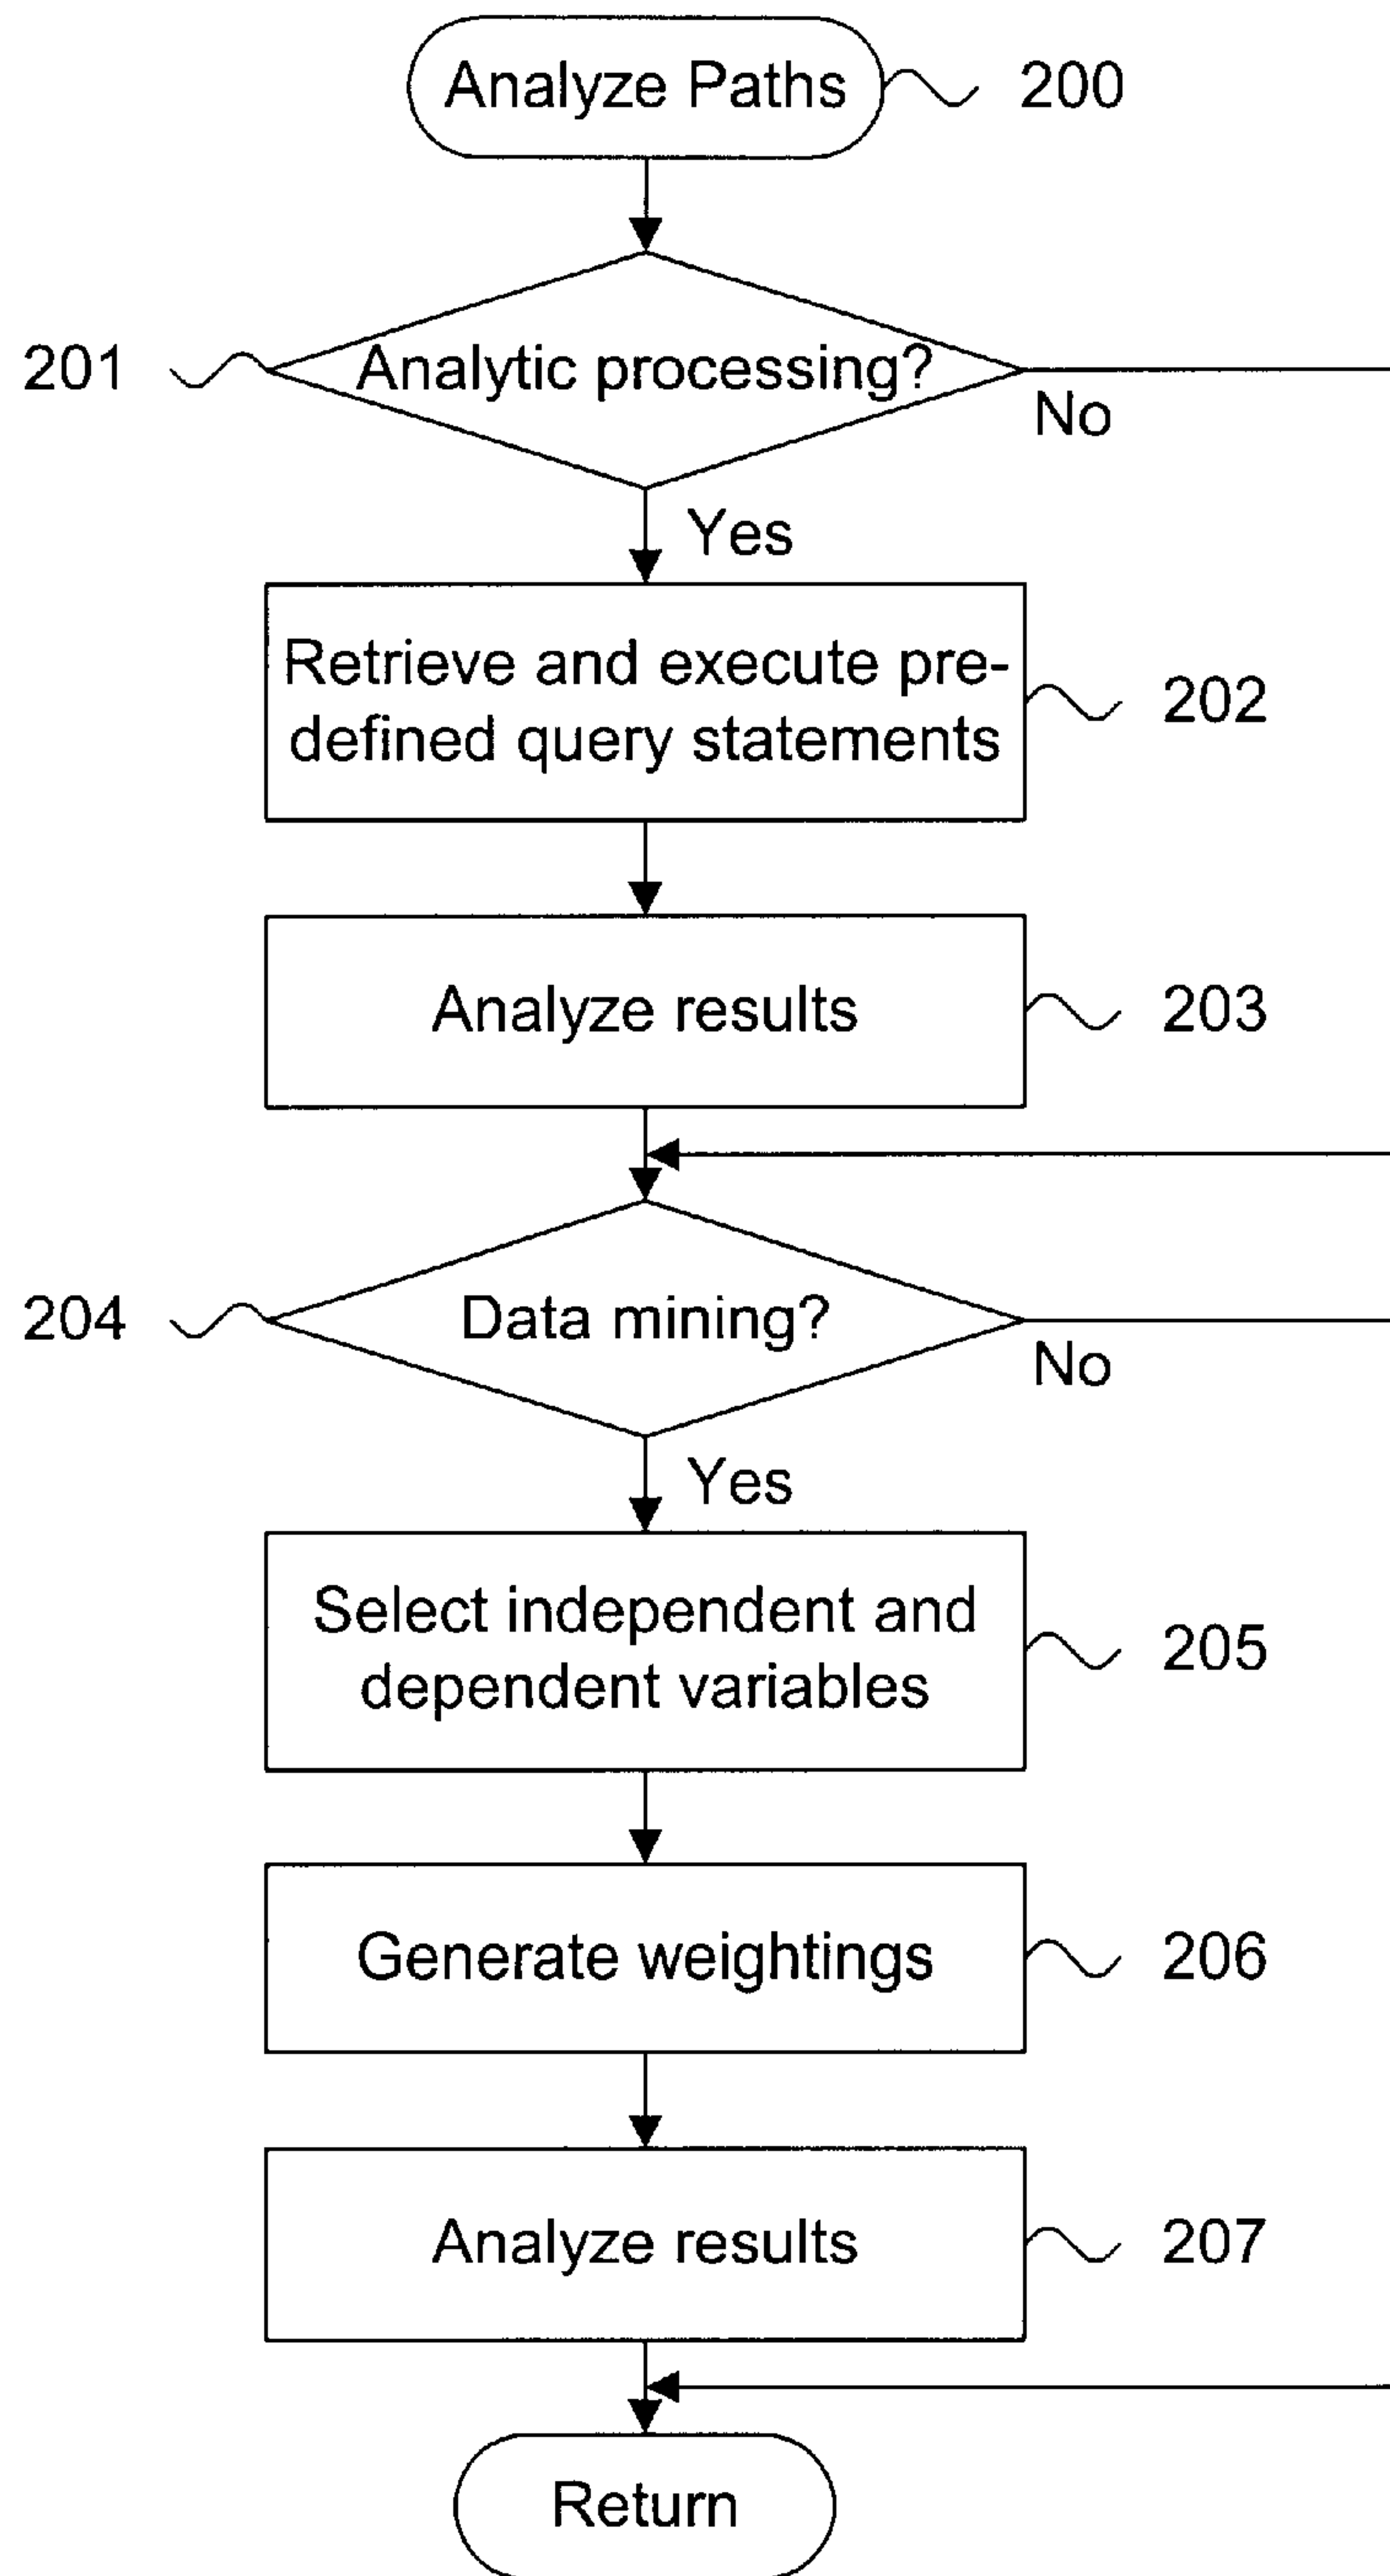 Analyze Paths
200
201
Analytic processing?
No
Yes
Retrieve and execute pre-
defined query statements
202
Analyze results
203
204
Data mining?
No
Yes
Select independent and
dependent variables
205
Generate weightings
206
Analyze results
207
Return